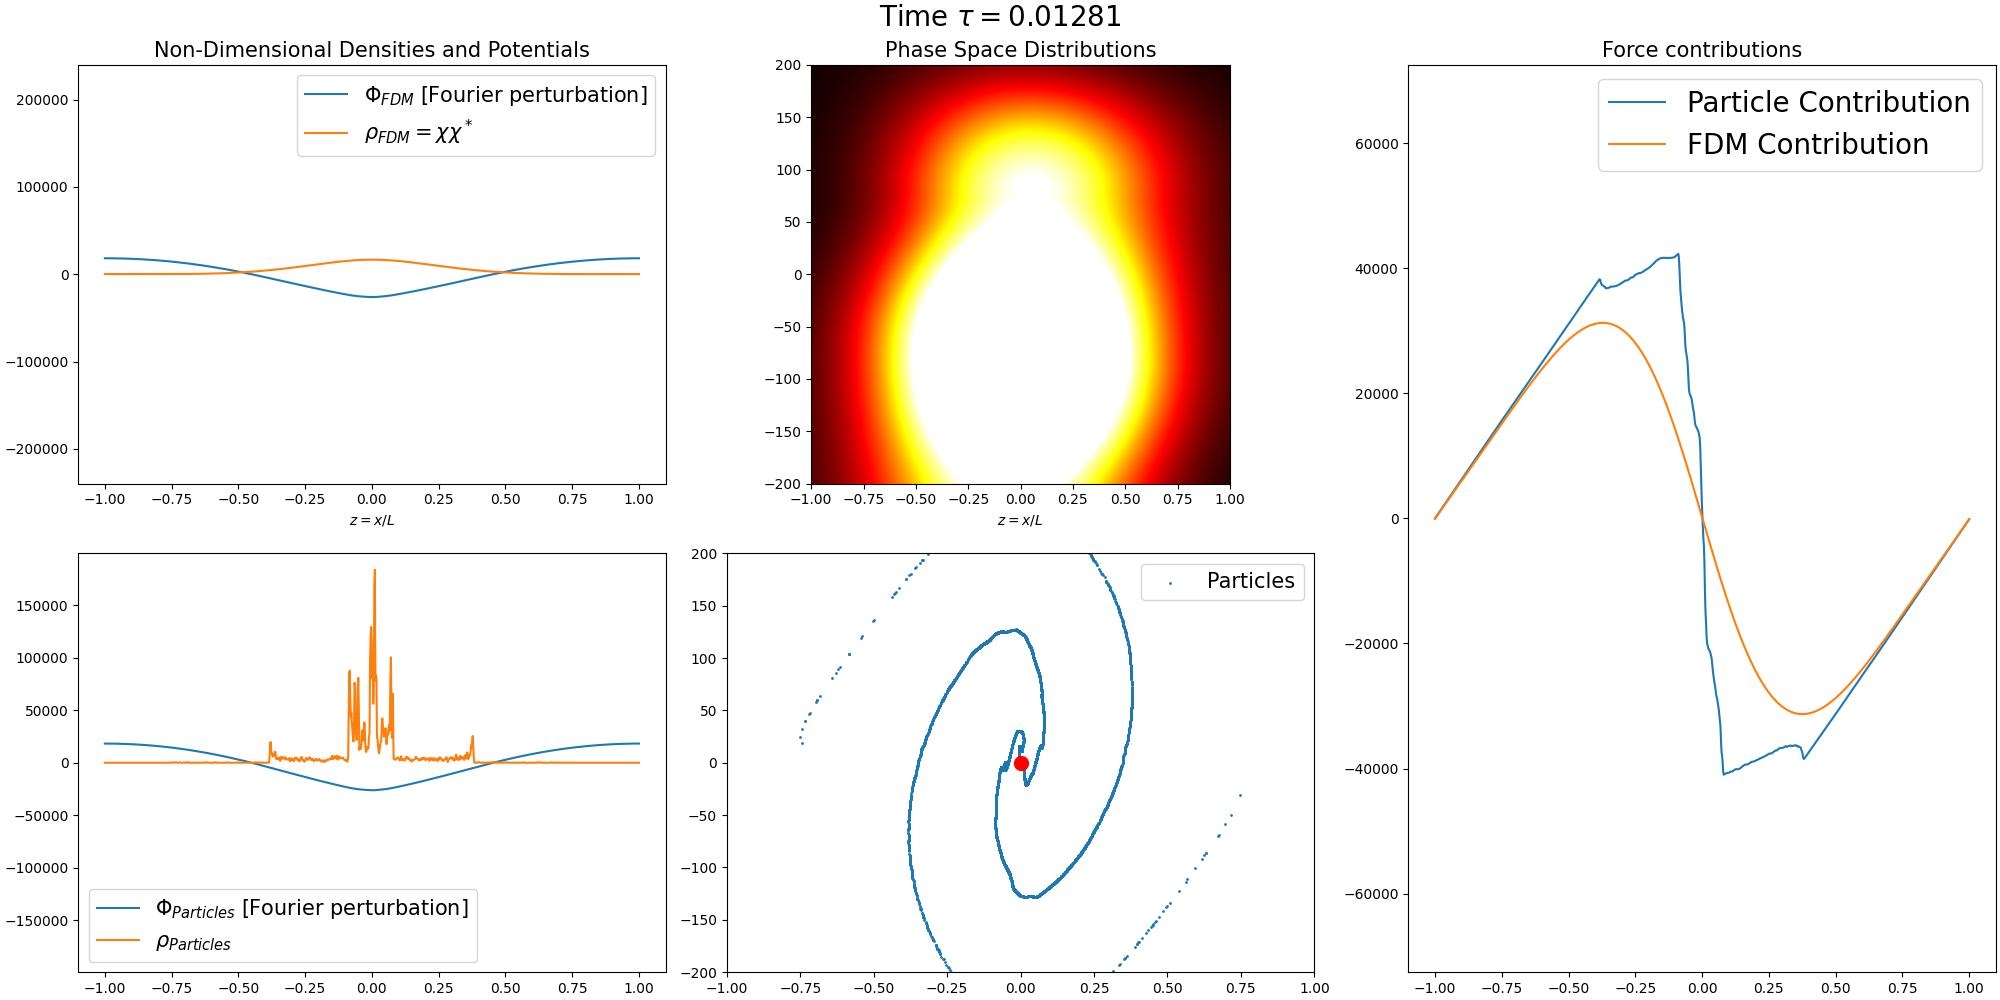 Time τ = 0.01281
Non-Dimensional Densities and Potentials
Φ_FDM [Fourier perturbation]
ρ_FDM = χχ*
200000
100000
0
−100000
−200000
−1.00 −0.75 −0.50 −0.25 0.00 0.25 0.50 0.75 1.00
z = x/L
Phase Space Distributions
200
150
100
50
0
−50
−100
−150
−200
−1.00 −0.75 −0.50 −0.25 0.00 0.25 0.50 0.75 1.00
z = x/L
Force contributions
Particle Contribution
FDM Contribution
60000
40000
20000
0
−20000
−40000
−60000
−1.00 −0.75 −0.50 −0.25 0.00 0.25 0.50 0.75 1.00
150000
100000
50000
0
−50000
−100000
−150000
Φ_Particles [Fourier perturbation]
ρ_Particles
−1.00 −0.75 −0.50 −0.25 0.00 0.25 0.50 0.75 1.00
Particles
200
150
100
50
0
−50
−100
−150
−200
−1.00 −0.75 −0.50 −0.25 0.00 0.25 0.50 0.75 1.00